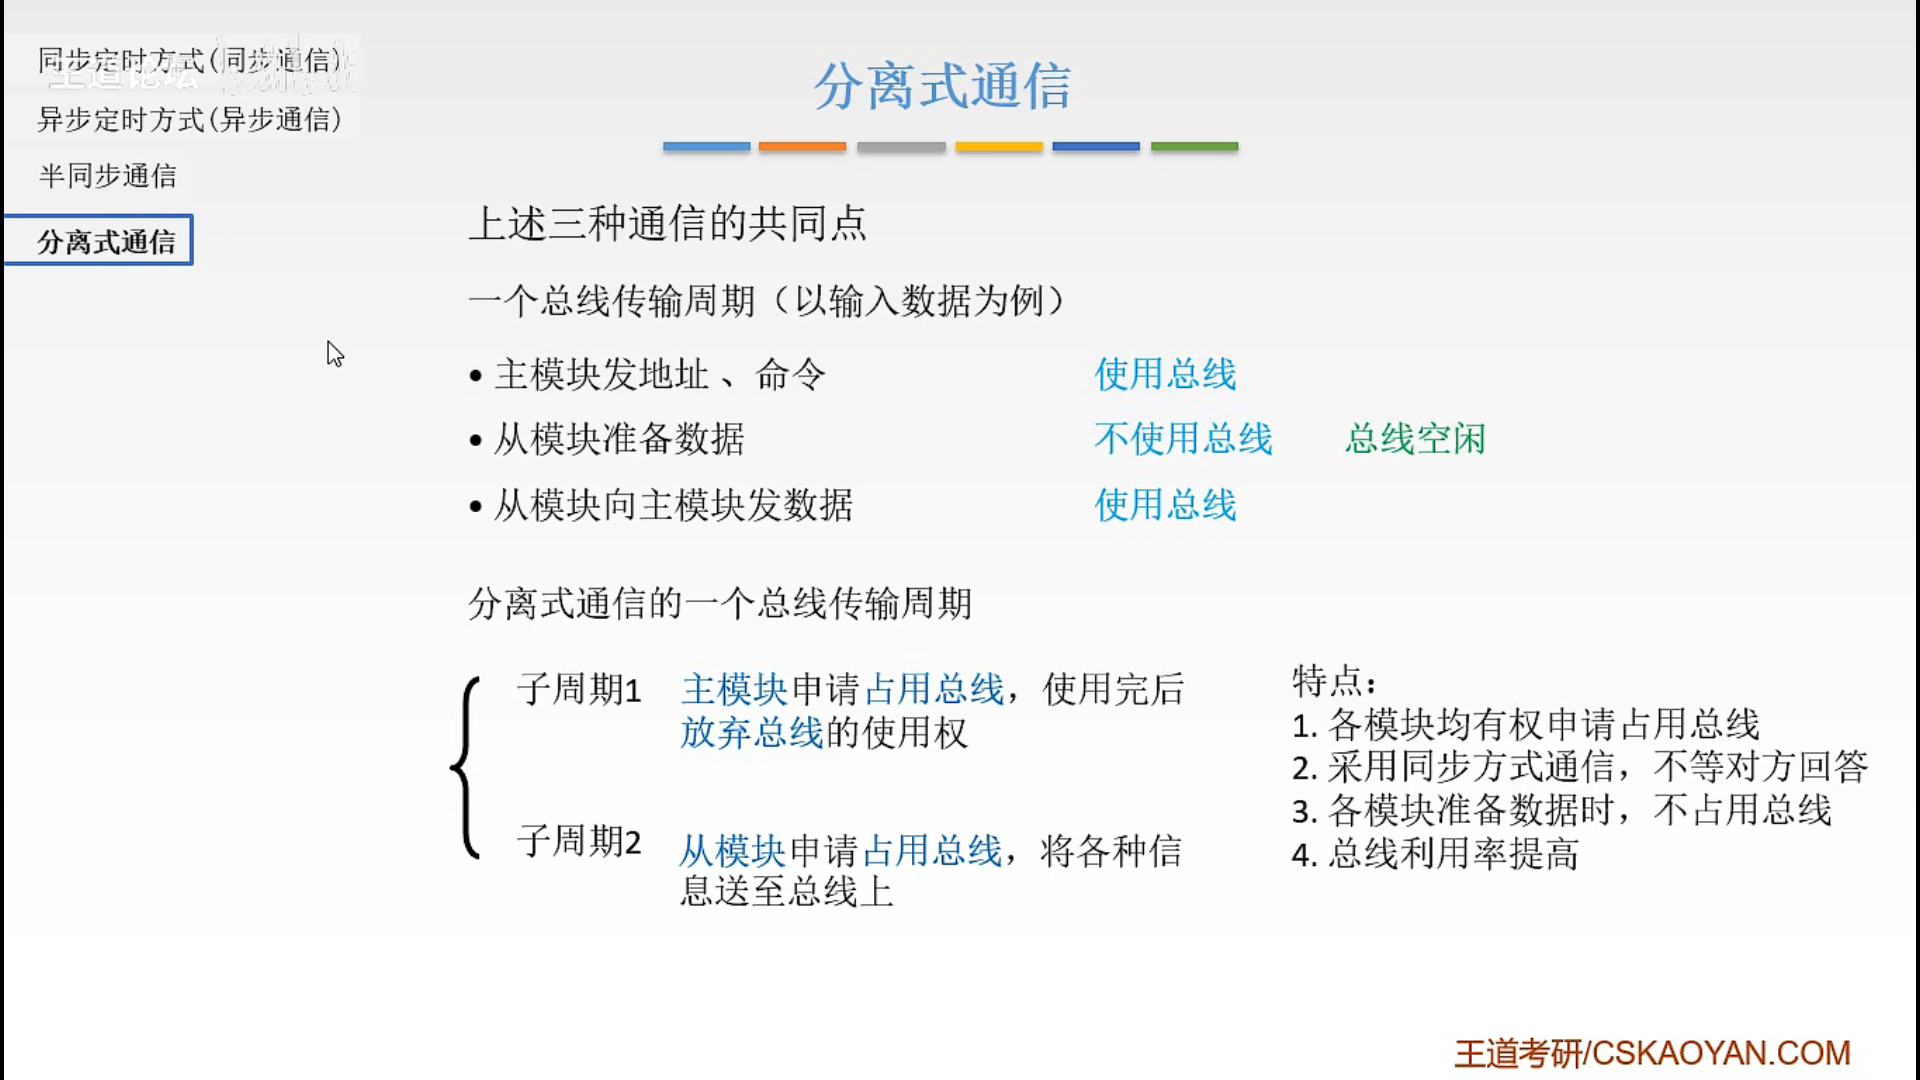 同步定时方式(同步通信)
王道论坛
异步定时方式(异步通信)
半同步通信
分离式通信
分离式通信
上述三种通信的共同点
一个总线传输周期（以输入数据为例）
• 主模块发地址 、命令 使用总线
• 从模块准备数据 不使用总线 总线空闲
• 从模块向主模块发数据 使用总线
分离式通信的一个总线传输周期
子周期1 主模块申请占用总线，使用完后
放弃总线的使用权
子周期2 从模块申请占用总线，将各种信
息送至总线上
特点：
1. 各模块均有权申请占用总线
2. 采用同步方式通信，不等对方回答
3. 各模块准备数据时，不占用总线
4. 总线利用率提高
王道考研/CSKAOYAN.COM